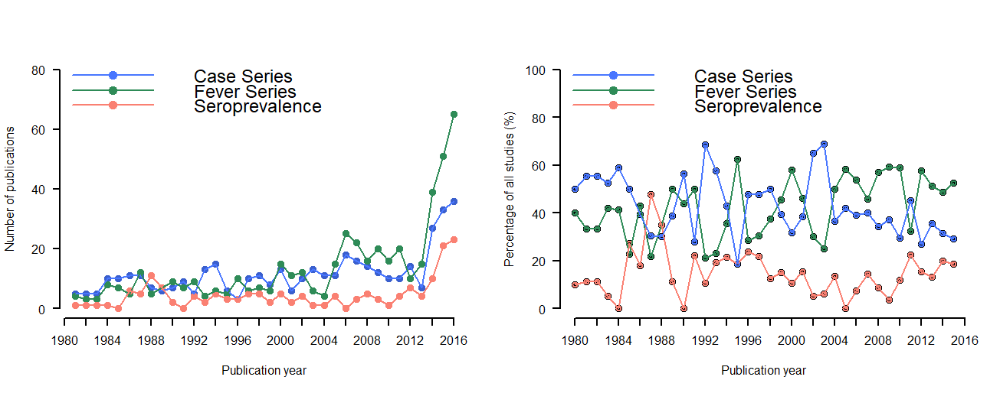 Case Series
Fever Series
Seroprevalence
Number of publications
80
60
40
20
0
1980 1984 1988 1992 1996 2000 2004 2008 2012 2016
Publication year
Case Series
Fever Series
Seroprevalence
Percentage of all studies (%)
100
80
60
40
20
0
1980 1984 1988 1992 1996 2000 2004 2008 2012 2016
Publication year